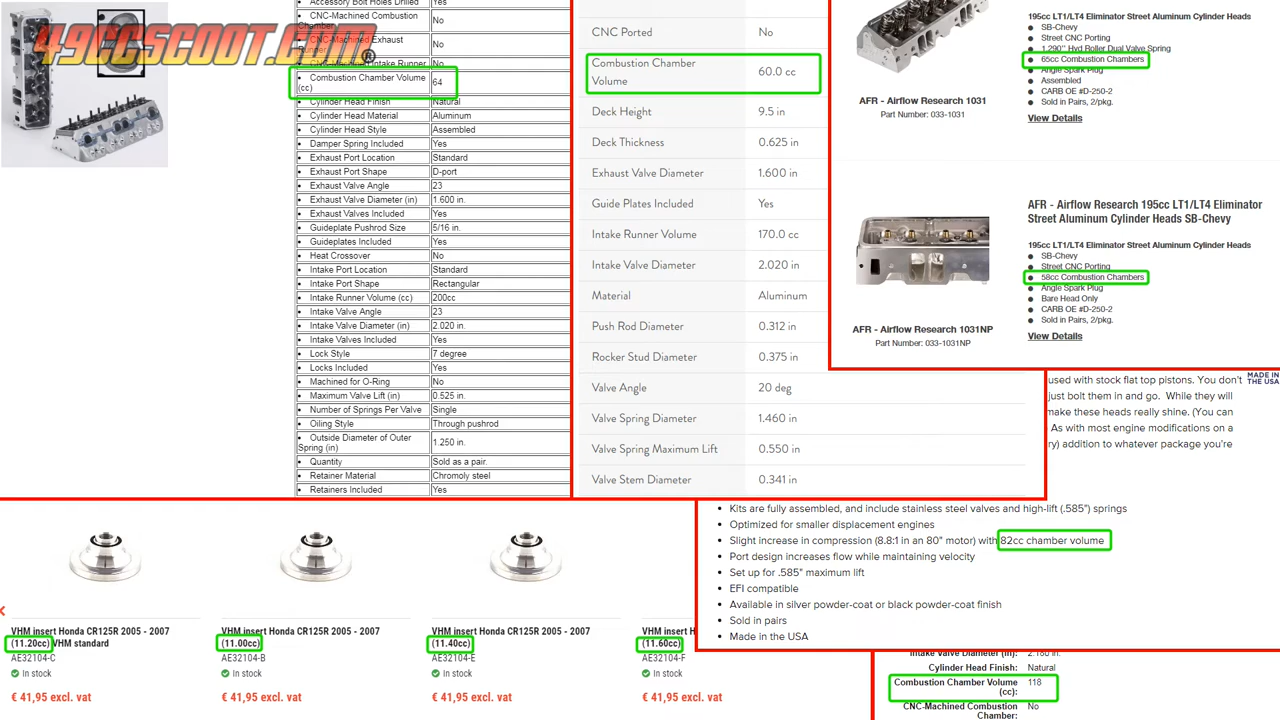 49ccscoot.com®
Accessory Bolt Holes Drilled Yes
CNC-Machined Combustion Chamber No
CNC-Machined Exhaust Runner No
CNC-Machined Intake Runner No
Combustion Chamber Volume (cc) 64
Cylinder Head Finish Natural
Cylinder Head Material Aluminum
Cylinder Head Style Assembled
Damper Spring Included Yes
Exhaust Port Location Standard
Exhaust Port Shape D-port
Exhaust Valve Angle 23
Exhaust Valve Diameter (in) 1.600 in.
Exhaust Valves Included Yes
Guideplate Pushrod Size 5/16 in.
Guideplates Included Yes
Heat Crossover No
Intake Port Location Standard
Intake Port Shape Rectangular
Intake Runner Volume (cc) 200cc
Intake Valve Angle 23
Intake Valve Diameter (in) 2.020 in.
Intake Valves Included Yes
Lock Style 7 degree
Locks Included Yes
Machined for O-Ring No
Maximum Valve Lift (in) 0.525 in.
Number of Springs Per Valve Single
Oiling Style Through pushrod
Outside Diameter of Outer Spring (in) 1.250 in.
Quantity Sold as a pair.
Retainer Material Chromoly steel
Retainers Included Yes
CNC Ported No
Combustion Chamber Volume 60.0 cc
Deck Height 9.5 in
Deck Thickness 0.625 in
Exhaust Valve Diameter 1.600 in
Guide Plates Included Yes
Intake Runner Volume 170.0 cc
Intake Valve Diameter 2.020 in
Material Aluminum
Push Rod Diameter 0.312 in
Rocker Stud Diameter 0.375 in
Valve Angle 20 deg
Valve Spring Diameter 1.460 in
Valve Spring Maximum Lift 0.550 in
Valve Stem Diameter 0.341 in
AFR - Airflow Research 1031
Part Number: 033-1031
195cc LT1/LT4 Eliminator Street Aluminum Cylinder Heads
SB-Chevy
Street CNC Porting
1.290" Hyd Roller Dual Valve Spring
65cc Combustion Chambers
Angle Spark Plug
Assembled
CARB OE #D-250-2
Sold in Pairs, 2/pkg.
View Details
AFR - Airflow Research 1031NP
Part Number: 033-1031NP
AFR - Airflow Research 195cc LT1/LT4 Eliminator
Street Aluminum Cylinder Heads SB-Chevy
195cc LT1/LT4 Eliminator Street Aluminum Cylinder Heads
SB-Chevy
Street CNC Porting
58cc Combustion Chambers
Angle Spark Plug
Bare Head Only
CARB OE #D-250-2
Sold in Pairs, 2/pkg.
View Details
MADE IN
THE USA
used with stock flat top pistons. You don't
just bolt them in and go. While they will
make these heads really shine. (You can
As with most engine modifications on a
ry) addition to whatever package you're
Kits are fully assembled, and include stainless steel valves and high-lift (.585") springs
Optimized for smaller displacement engines
Slight increase in compression (8.8:1 in an 80" motor) with 82cc chamber volume
Port design increases flow while maintaining velocity
Set up for .585" maximum lift
EFI compatible
Available in silver powder-coat or black powder-coat finish
Sold in pairs
Made in the USA
VHM insert Honda CR125R 2005 - 2007
(11.20cc) VHM standard
AE32104-C
In stock
€ 41,95 excl. vat
VHM insert Honda CR125R 2005 - 2007
(11.00cc)
AE32104-B
In stock
€ 41,95 excl. vat
VHM insert Honda CR125R 2005 - 2007
(11.40cc)
AE32104-E
In stock
€ 41,95 excl. vat
VHM insert H
(11.60cc)
AE32104-F
In stock
€ 41,95 excl. vat
Intake Valve Diameter (in): 2.180 in.
Cylinder Head Finish: Natural
Combustion Chamber Volume (cc): 118
CNC-Machined Combustion Chamber: No